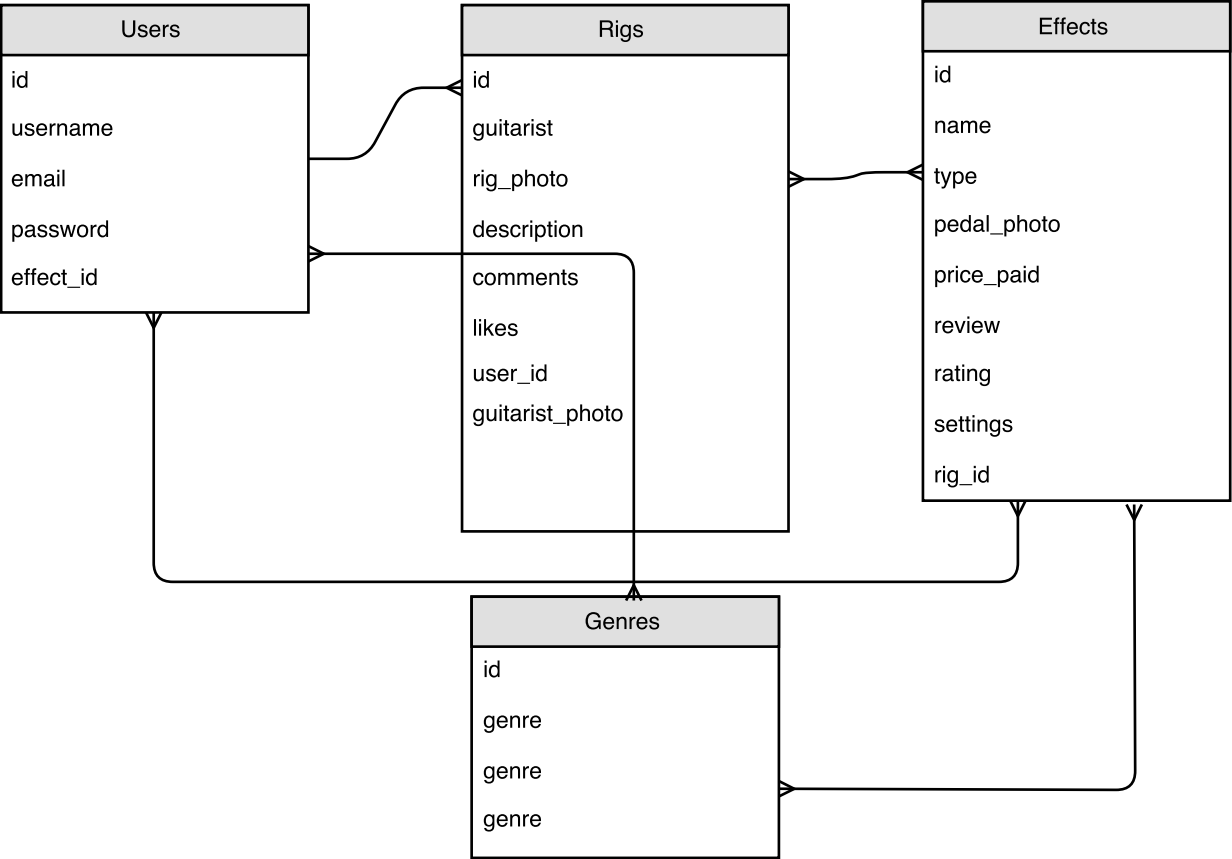 Users
id
username
email
password
effect_id
Rigs
id
guitarist
rig_photo
description
comments
likes
user_id
guitarist_photo
Effects
id
name
type
pedal_photo
price_paid
review
rating
settings
rig_id
Genres
id
genre
genre
genre